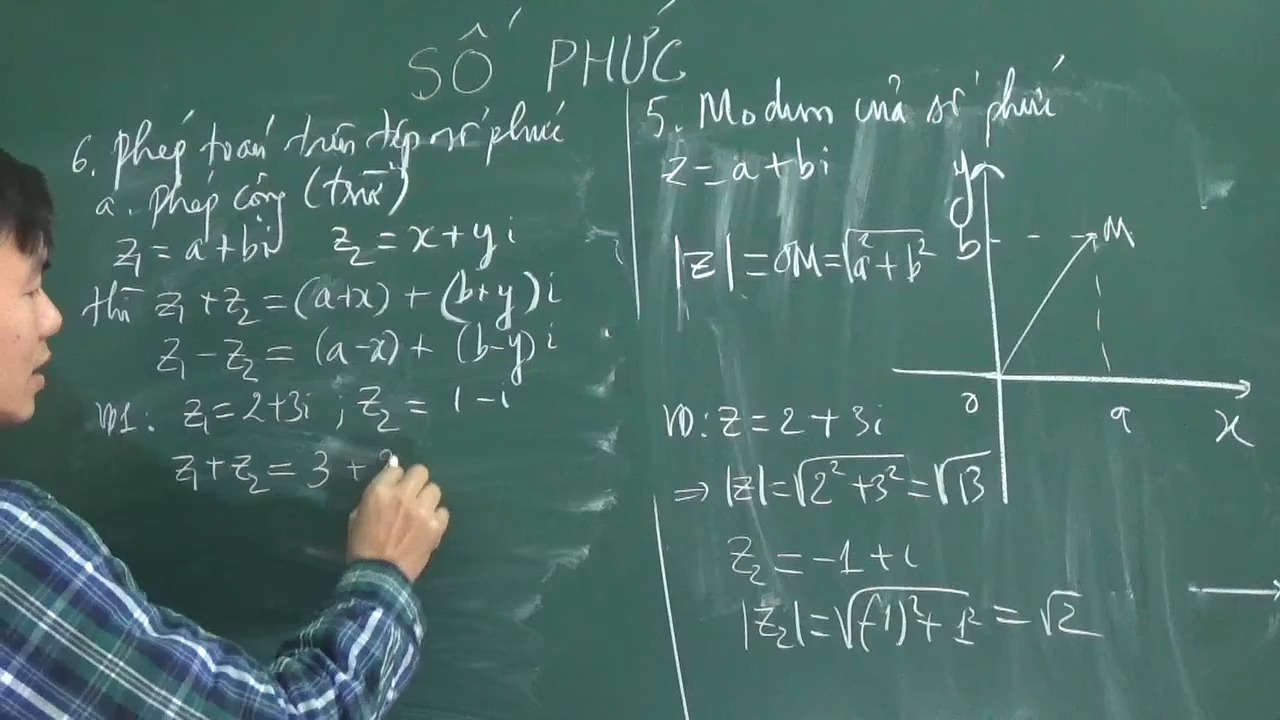 SỐ PHỨC
6. Phép toán trên tập số phức
a. Phép cộng (trừ)
z₁ = a + bi z₂ = x + yi
thì z₁ + z₂ = (a+x) + (b+y)i
z₁ - z₂ = (a-x) + (b-y)i
VD1: z₁ = 2+3i ; z₂ = 1-i
z₁ + z₂ = 3 +
5. Modun của số phức
z = a + bi
|z| = OM = √a² + b²
y
b
M
0
a
x
VD: z = 2 + 3i
⇒ |z| = √2² + 3² = √13
z₂ = -1 + i
|z₂| = √(-1)² + 1² = √2